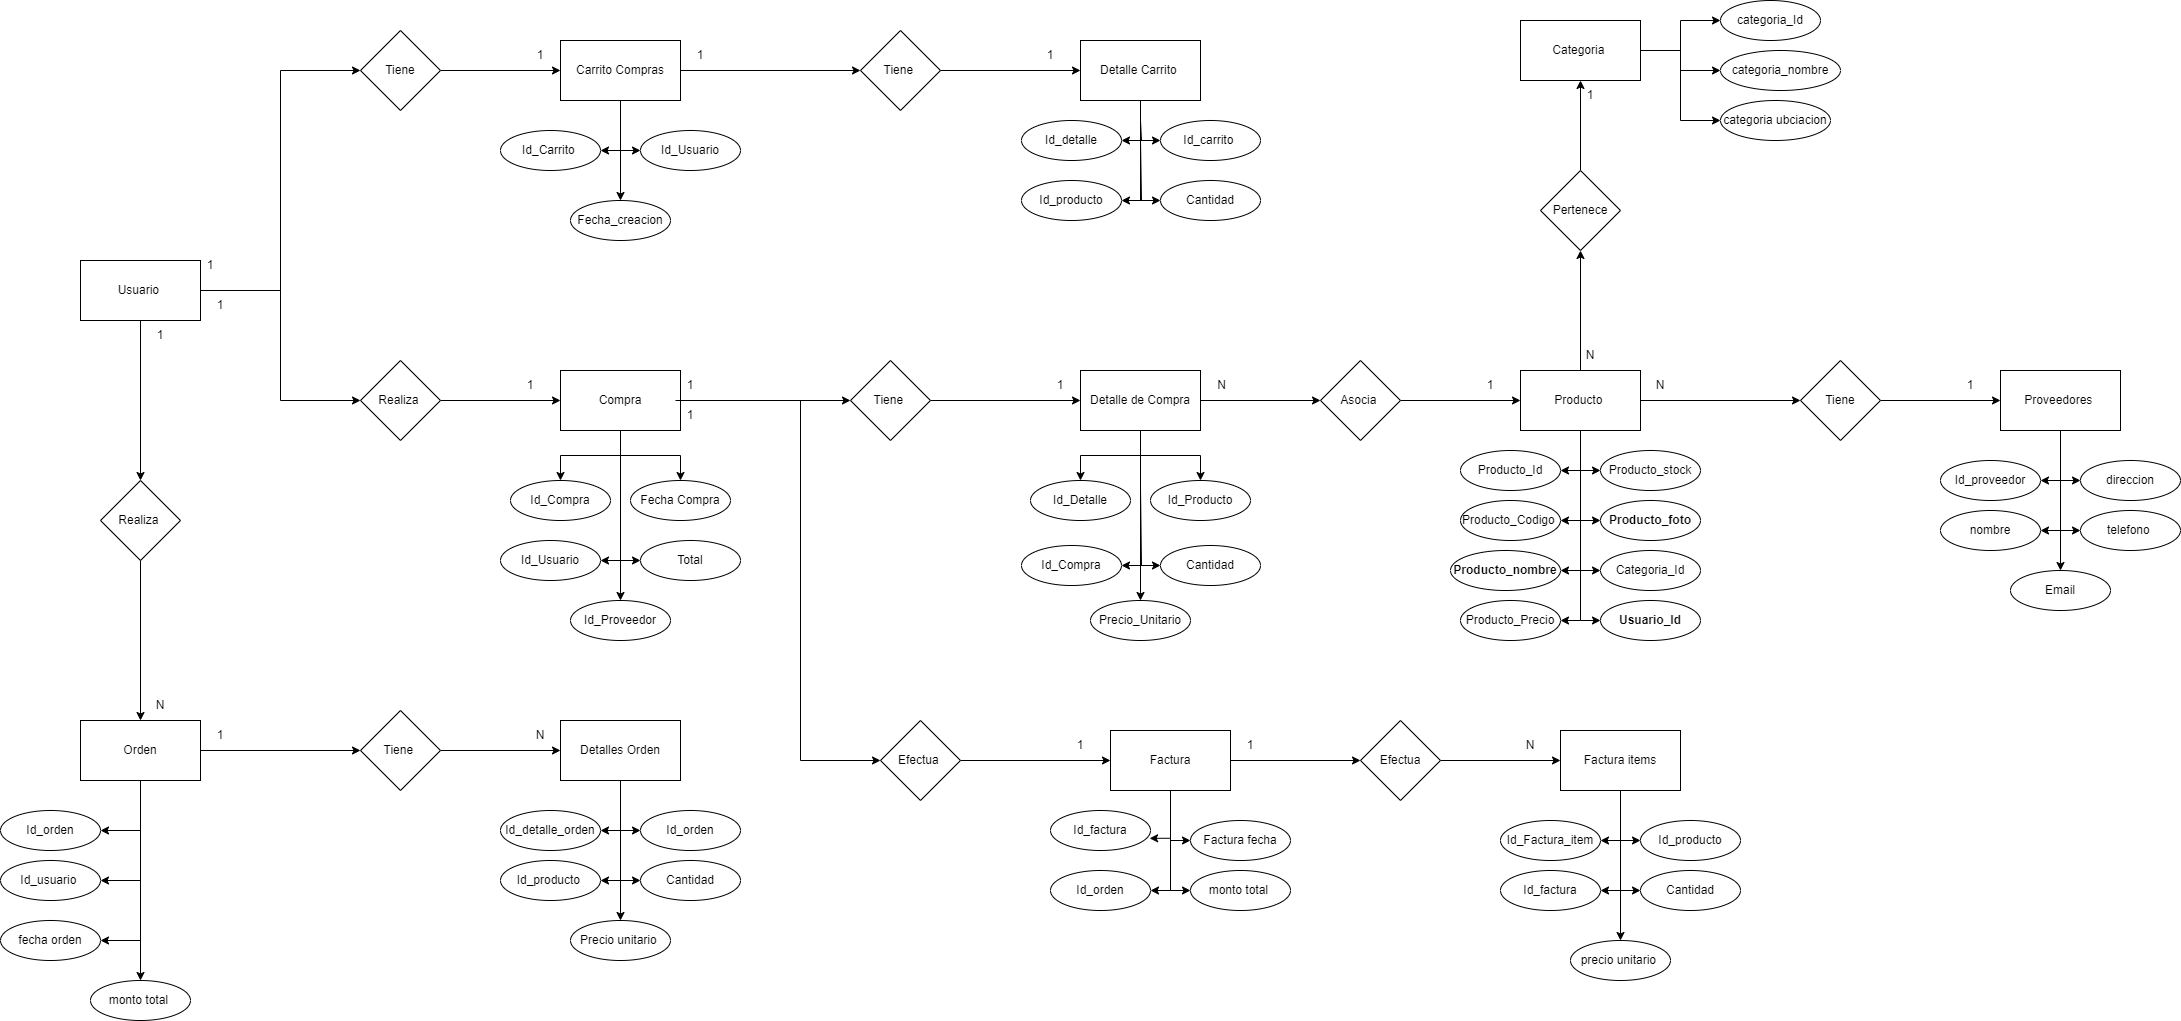 categoria_Id
Categoria
categoria_nombre
categoria ubciacion
1
Tiene
1
Carrito Compras
1
Tiene
1
Detalle Carrito
Id_Carrito
Id_Usuario
Fecha_creacion
Id_detalle
Id_carrito
Id_producto
Cantidad
Pertenece
N
Usuario
1
1
1
Realiza
1
Compra
1
1
Tiene
1
Detalle de Compra
N
Asocia
1
Producto
N
Tiene
1
Proveedores
Id_Compra
Fecha Compra
Id_Usuario
Total
Id_Proveedor
Id_Detalle
Id_Producto
Id_Compra
Cantidad
Precio_Unitario
Producto_Id
Producto_stock
Producto_Codigo
Producto_foto
Producto_nombre
Categoria_Id
Producto_Precio
Usuario_Id
Id_proveedor
direccion
nombre
telefono
Email
Realiza
N
Orden
1
Tiene
N
Detalles Orden
Efectua
1
Factura
1
Efectua
N
Factura items
Id_orden
Id_usuario
fecha orden
monto total
Id_detalle_orden
Id_orden
Id_producto
Cantidad
Precio unitario
Id_factura
Factura fecha
Id_orden
monto total
Id_Factura_item
Id_producto
Id_factura
Cantidad
precio unitario